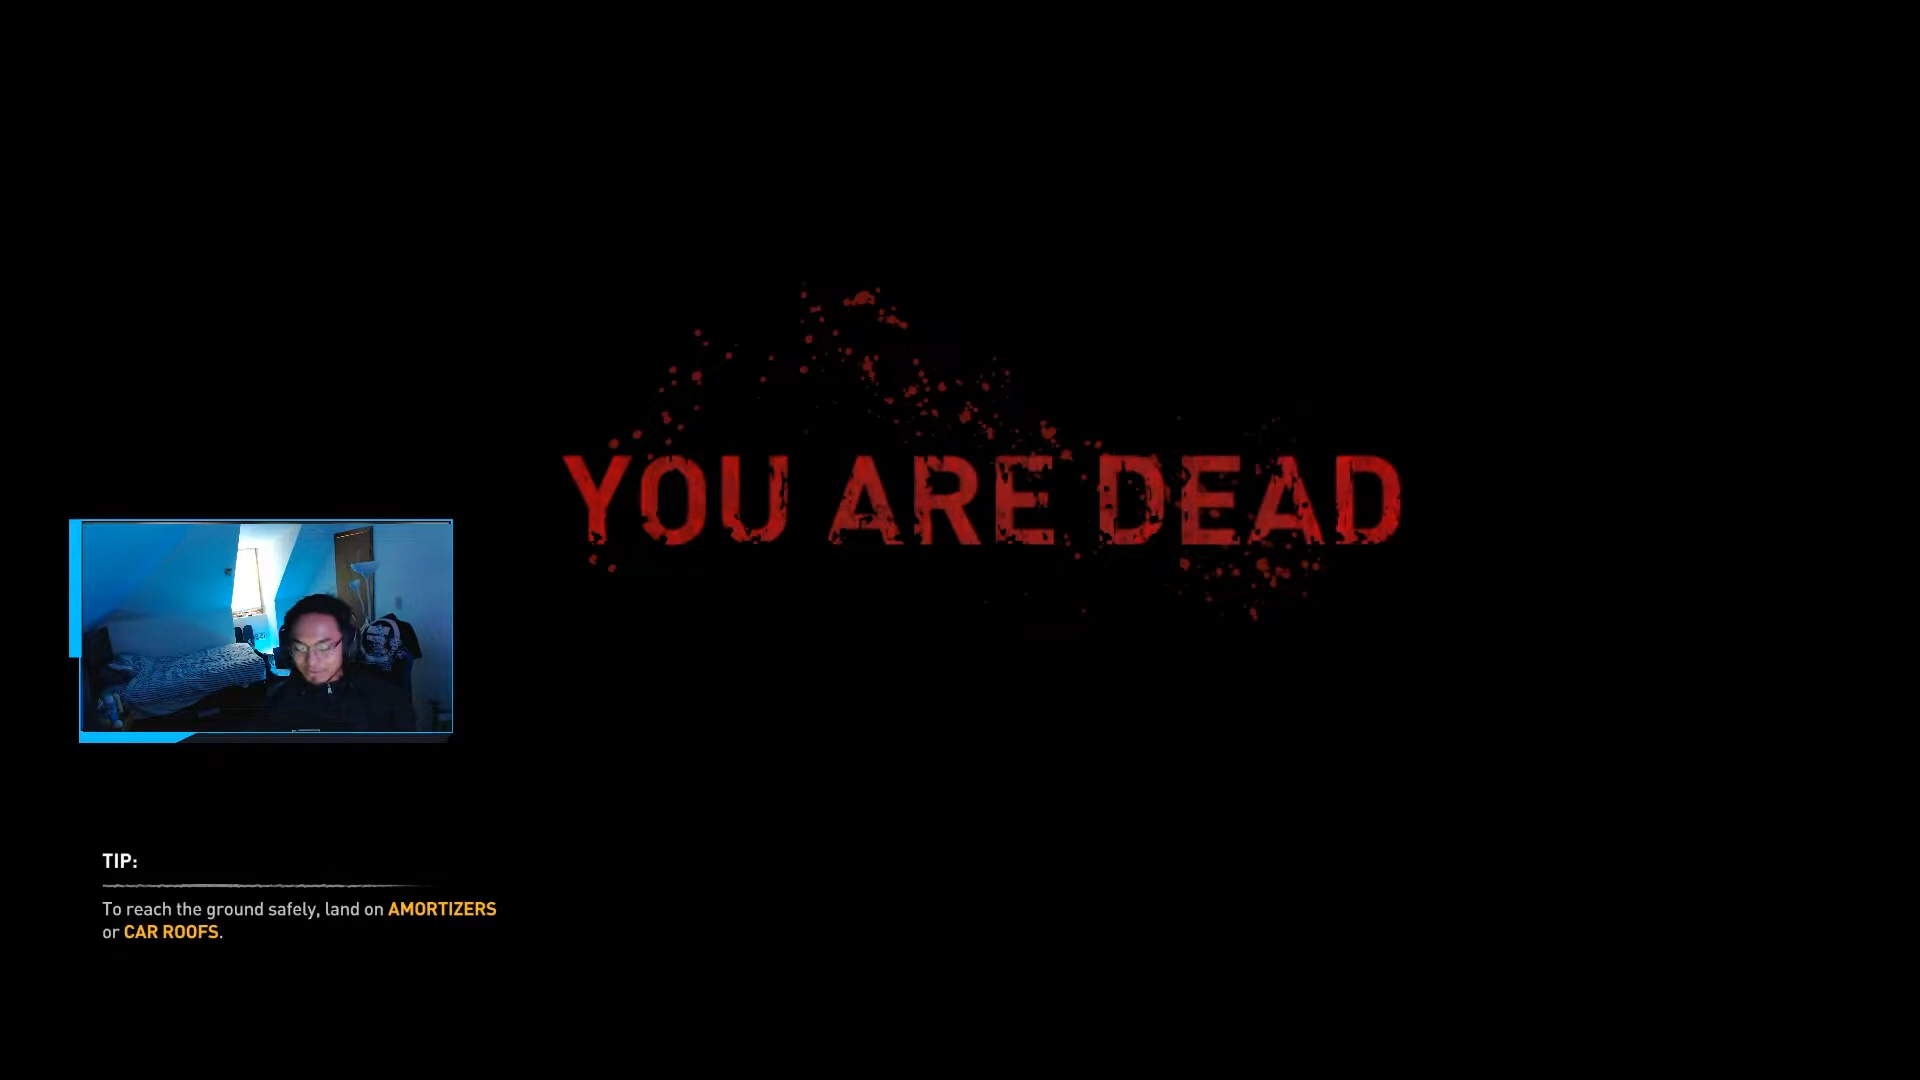 YOU ARE DEAD
TIP:
To reach the ground safely, land on AMORTIZERS
or CAR ROOFS.